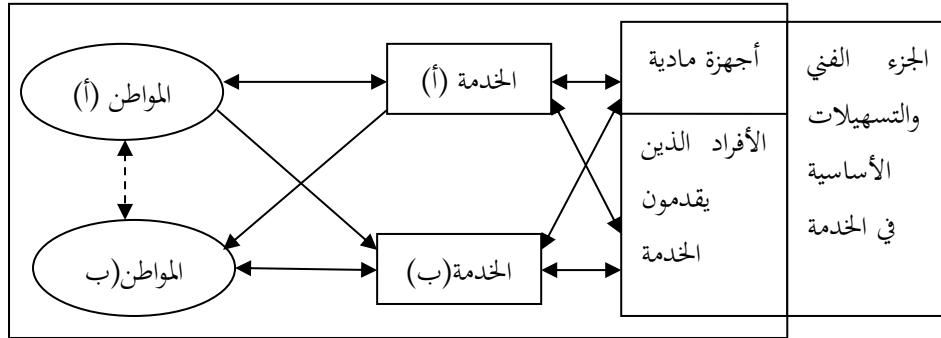 الجزء الفني
والتسهيلات
الأساسية
في الخدمة
أجهزة مادية
الأفراد الذين
يقدمون
الخدمة
الخدمة (أ)
الخدمة(ب)
المواطن (أ)
المواطن(ب